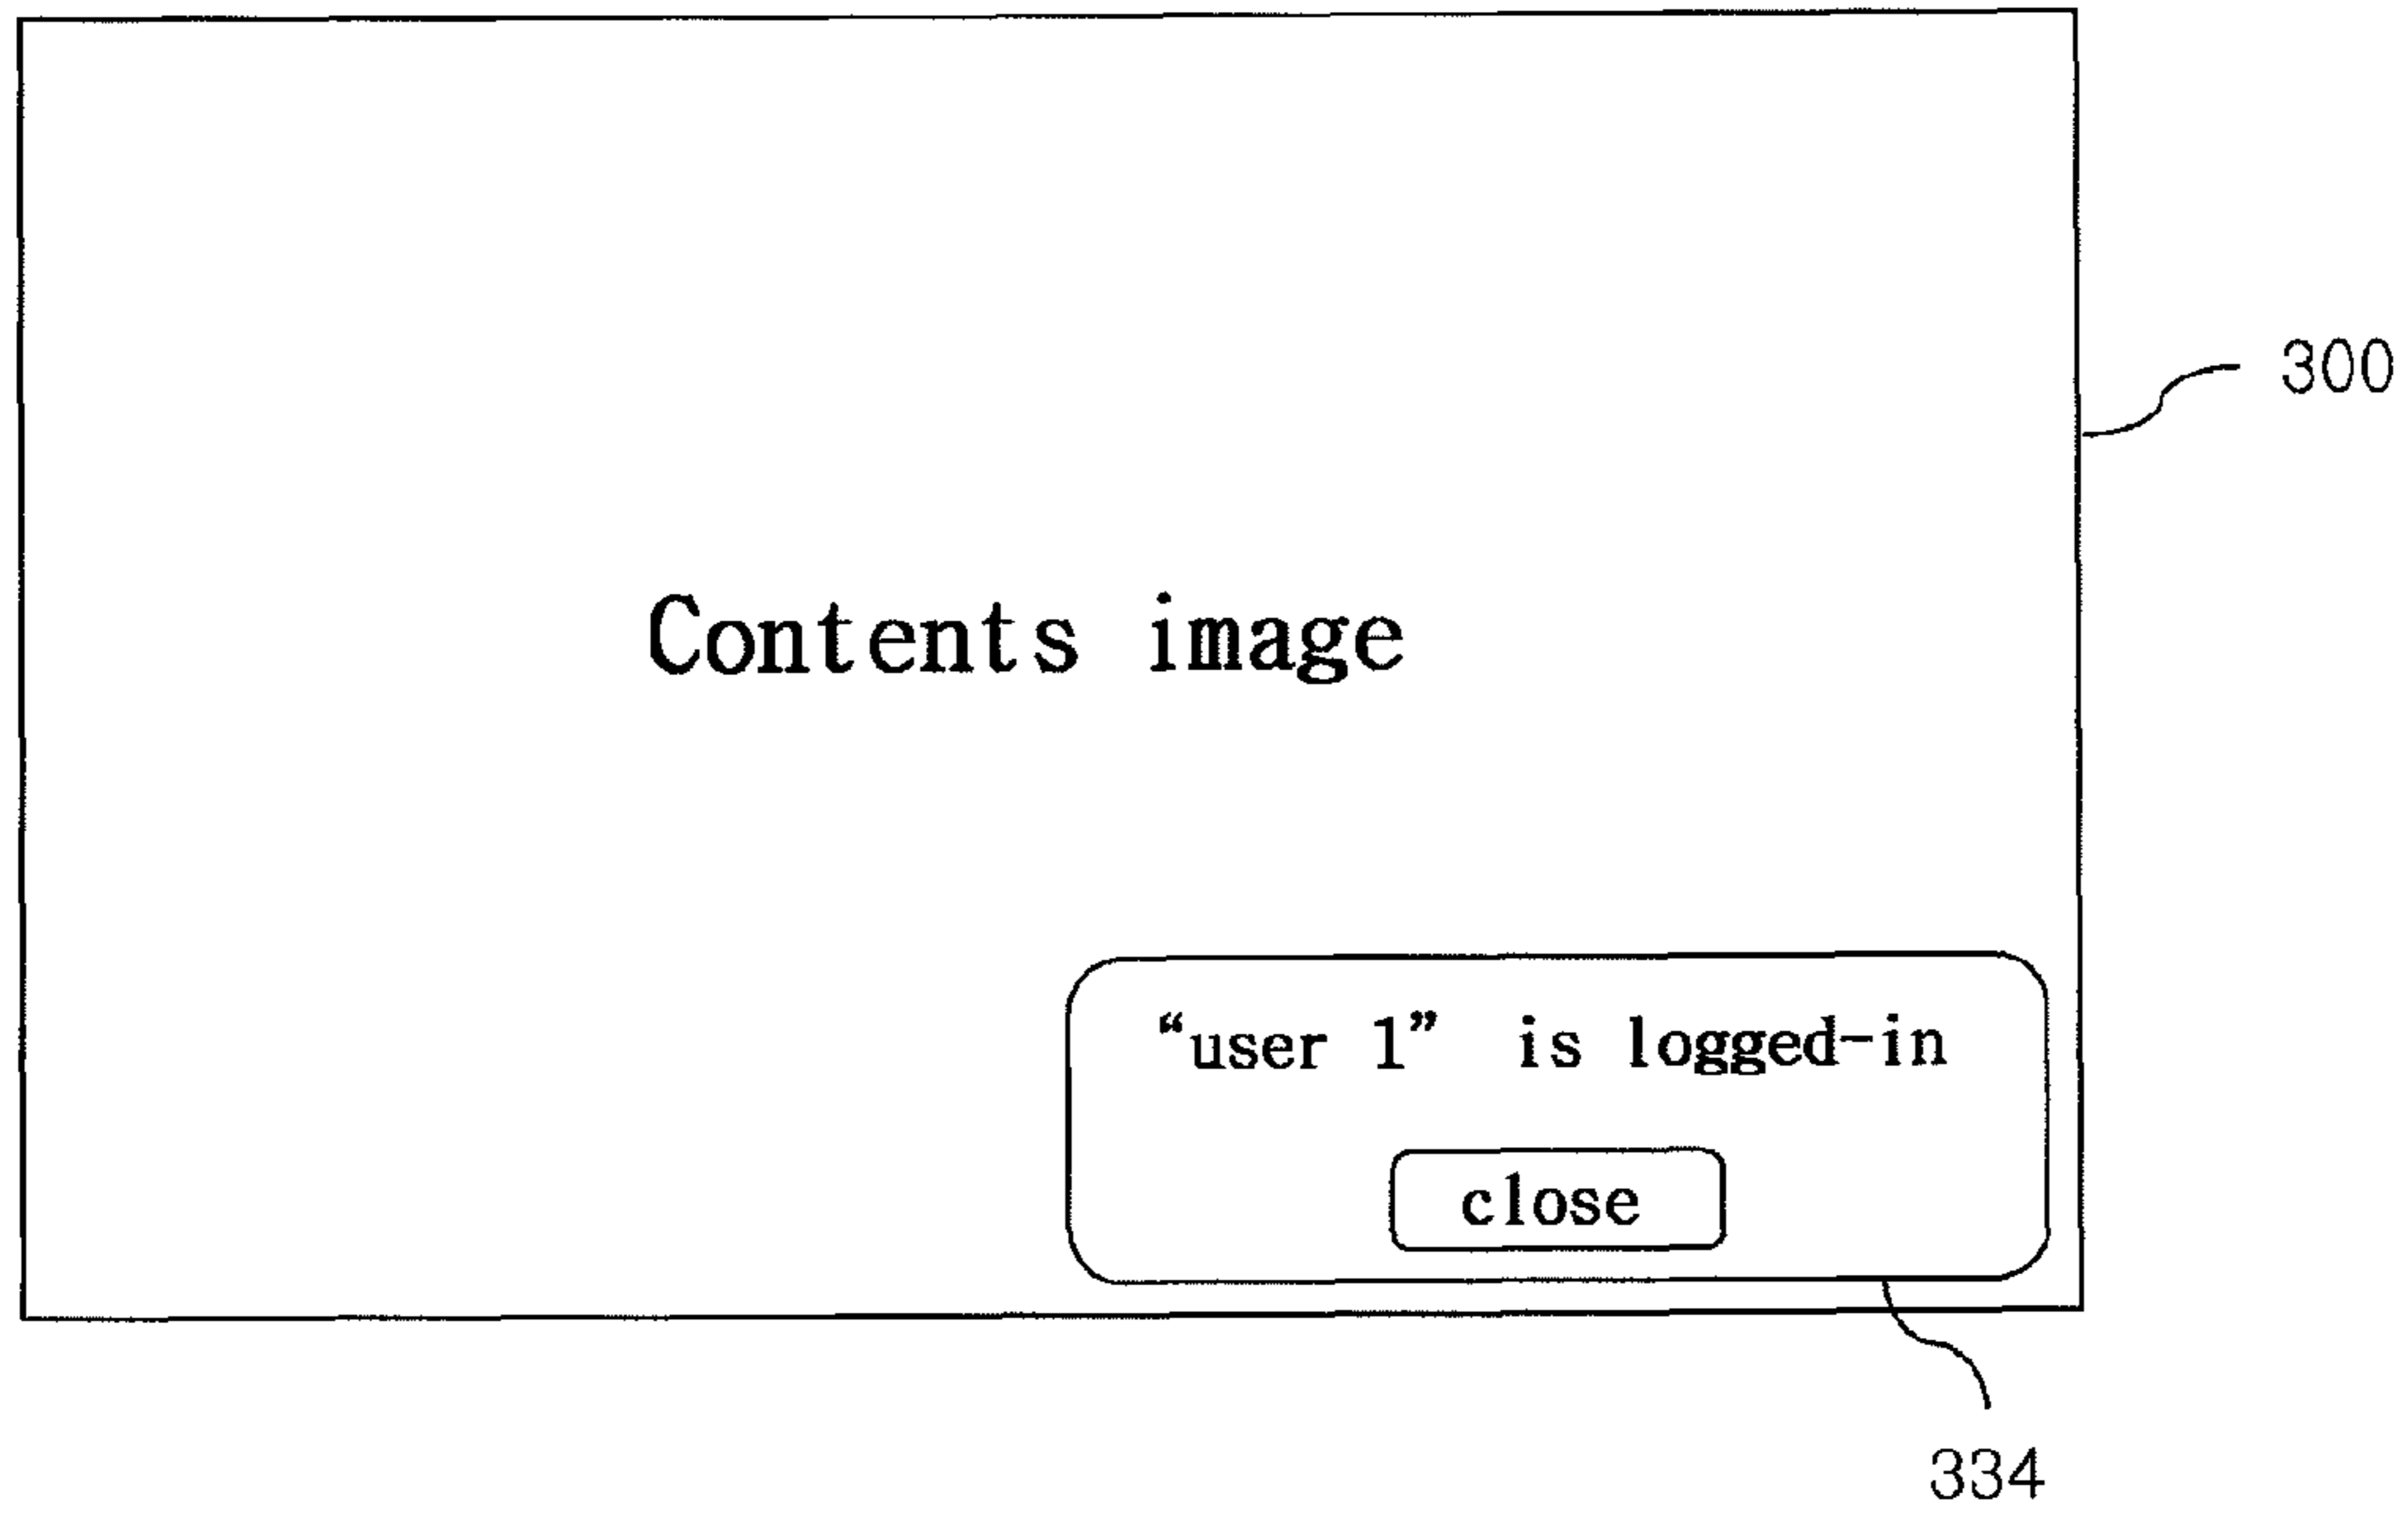 300
Contents image
“user 1” is logged-in
close
334